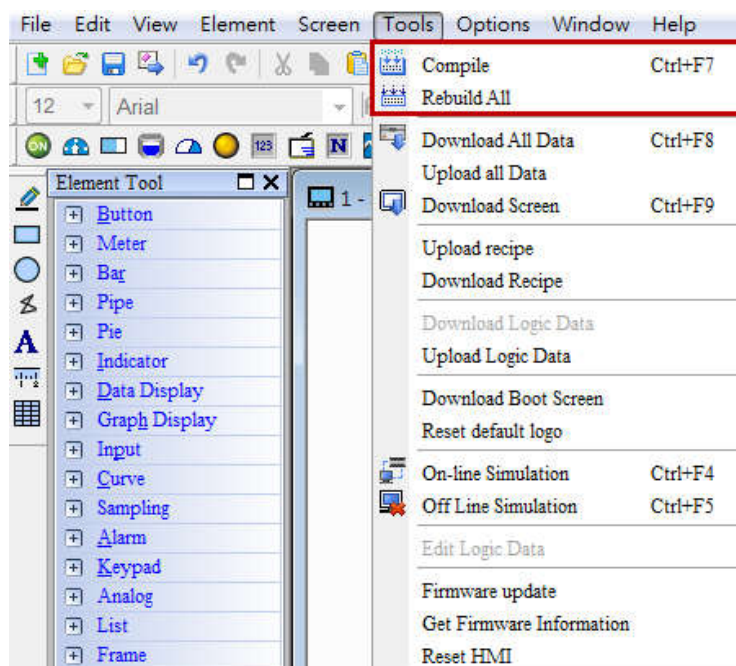 File Edit View Element Screen Tools Options Window Help
Compile Ctrl+F7
12 Arial Rebuild All
ON 123 N
Download All Data Ctrl+F8
Upload all Data
Download Screen Ctrl+F9
Upload recipe
Download Recipe
Download Logic Data
Upload Logic Data
Download Boot Screen
Reset default logo
On-line Simulation Ctrl+F4
Off Line Simulation Ctrl+F5
Edit Logic Data
Firmware update
Get Firmware Information
Reset HMI
Element Tool
1 -
Button
Meter
Bar
Pipe
Pie
Indicator
Data Display
Graph Display
Input
Curve
Sampling
Alarm
Keypad
Analog
List
Frame
A